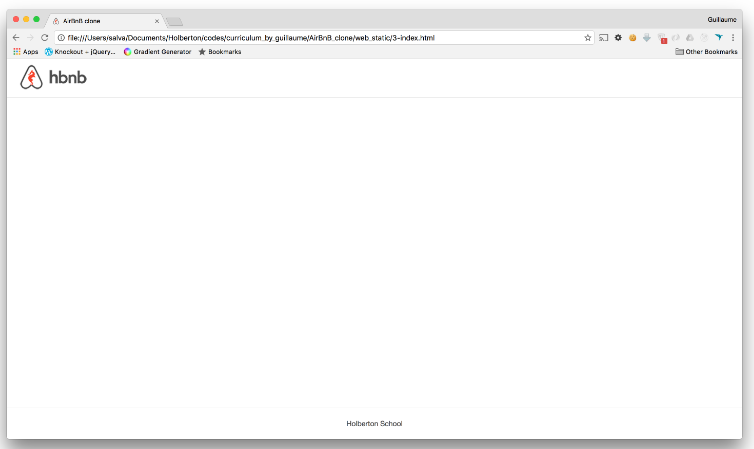 AirBnB clone
Guillaume
file:///Users/salva/Documents/Holberton/codes/curriculum_by_guillaume/AirBnB_clone/web_static/3-index.html
Apps Knockout + jQuery... Gradient Generator Bookmarks Other Bookmarks
hbnb
Holberton School